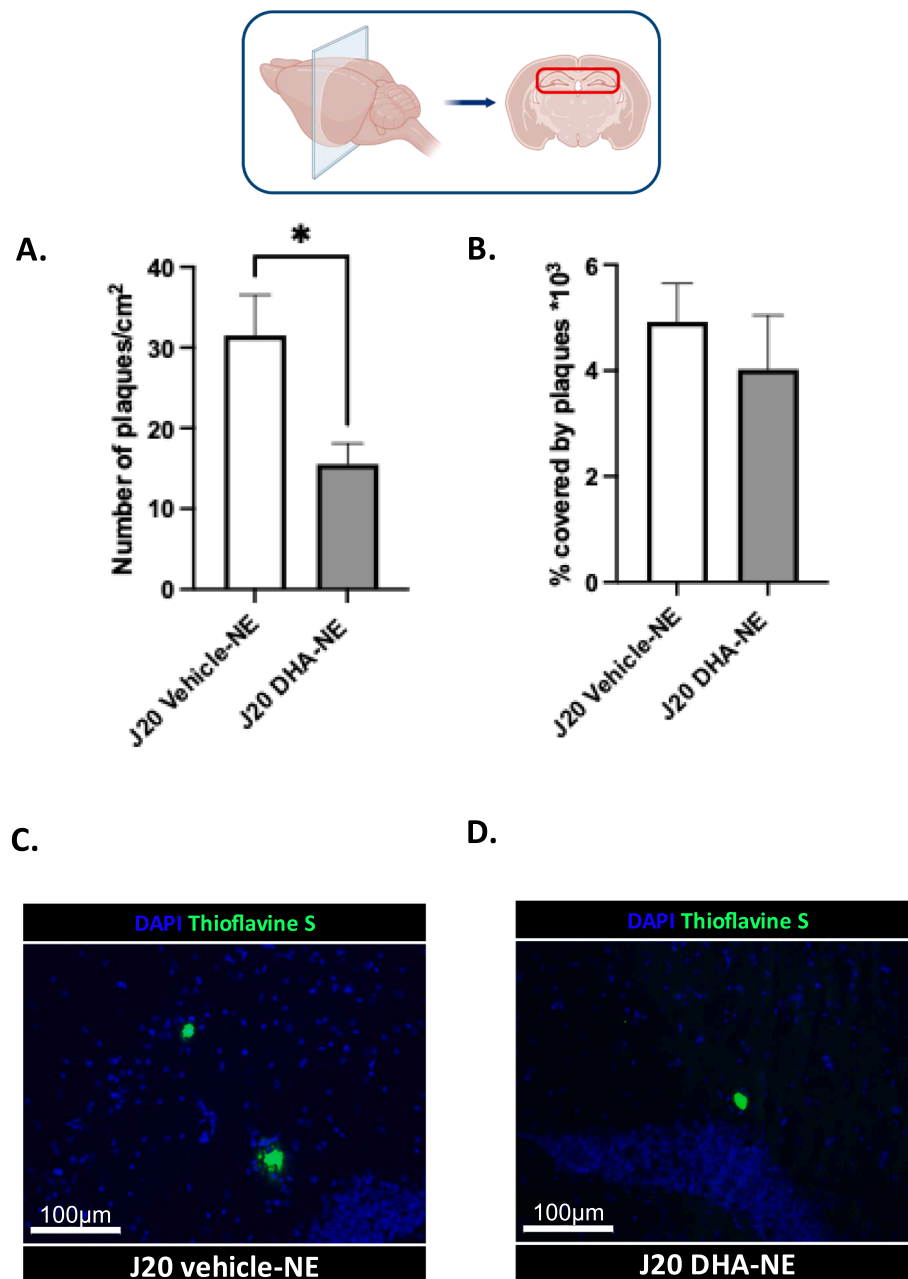 A.
*
Number of plaques/cm²
40
30
20
10
0
J20 Vehicle-NE
J20 DHA-NE
B.
% covered by plaques *10³
6
4
2
0
J20 Vehicle-NE
J20 DHA-NE
C.
DAPI Thioflavine S
100µm
J20 vehicle-NE
D.
DAPI Thioflavine S
100µm
J20 DHA-NE